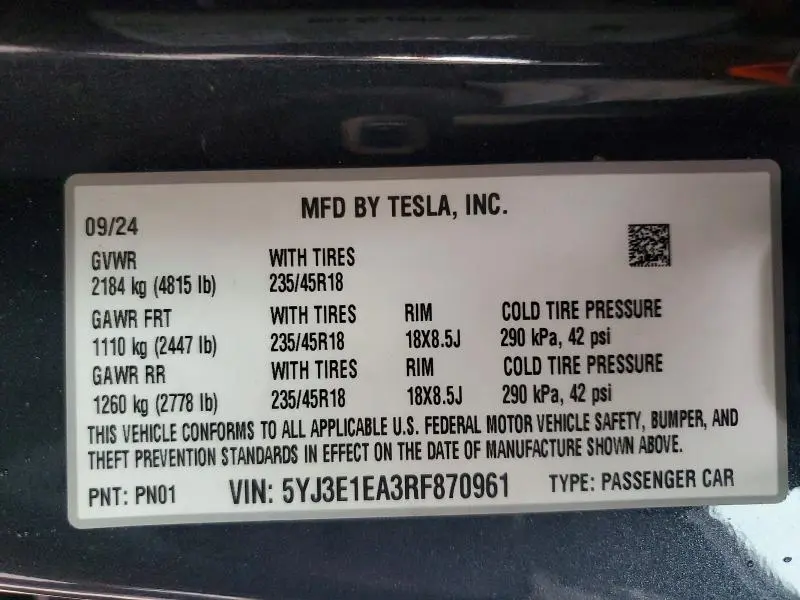 MFD BY TESLA, INC.
09/24
GVWR WITH TIRES
2184 kg (4815 lb) 235/45R18
GAWR FRT WITH TIRES RIM COLD TIRE PRESSURE
1110 kg (2447 lb) 235/45R18 18X8.5J 290 kPa, 42 psi
GAWR RR WITH TIRES RIM COLD TIRE PRESSURE
1260 kg (2778 lb) 235/45R18 18X8.5J 290 kPa, 42 psi
THIS VEHICLE CONFORMS TO ALL APPLICABLE U.S. FEDERAL MOTOR VEHICLE SAFETY, BUMPER, AND
THEFT PREVENTION STANDARDS IN EFFECT ON THE DATE OF MANUFACTURE SHOWN ABOVE.
PNT: PN01 VIN: 5YJ3E1EA3RF870961 TYPE: PASSENGER CAR